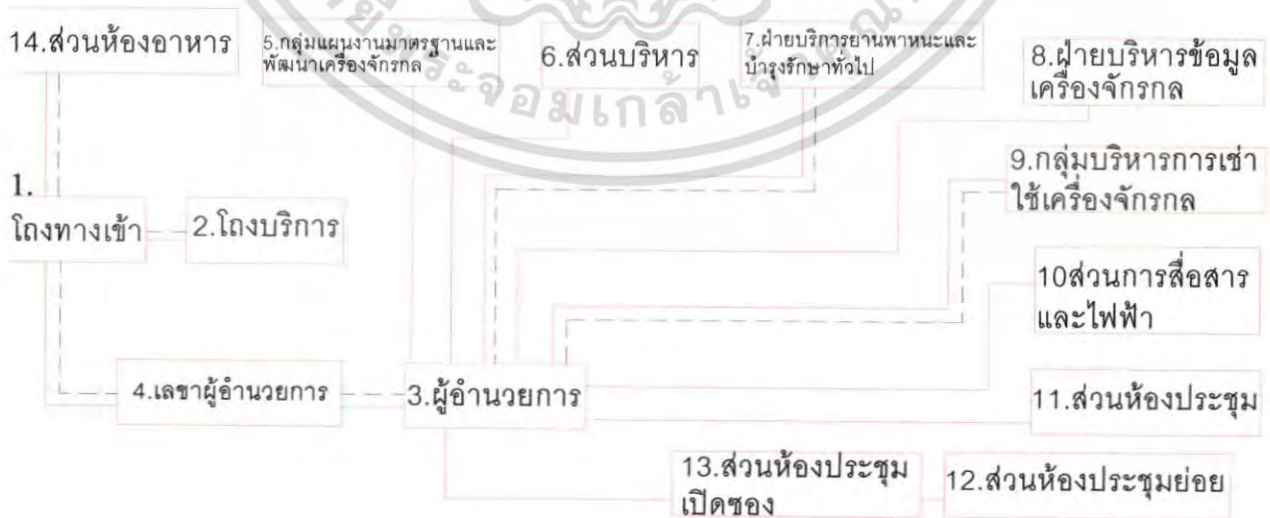 14.ส่วนห้องอาหาร
5.กลุ่มแผนงานมาตรฐานและ
พัฒนาเครื่องจักรกล
6.ส่วนบริหาร
7.ฝ่ายบริการยานพาหนะและ
บำรุงรักษาทั่วไป
8.ฝ่ายบริหารข้อมูล
เครื่องจักรกล
9.กลุ่มบริหารการเช่า
ใช้เครื่องจักรกล
1.
โถงทางเข้า
2.โถงบริการ
10ส่วนการสื่อสาร
และไฟฟ้า
4.เลขาผู้อำนวยการ
3.ผู้อำนวยการ
11.ส่วนห้องประชุม
13.ส่วนห้องประชุม
เปิดซอง
12.ส่วนห้องประชุมย่อย